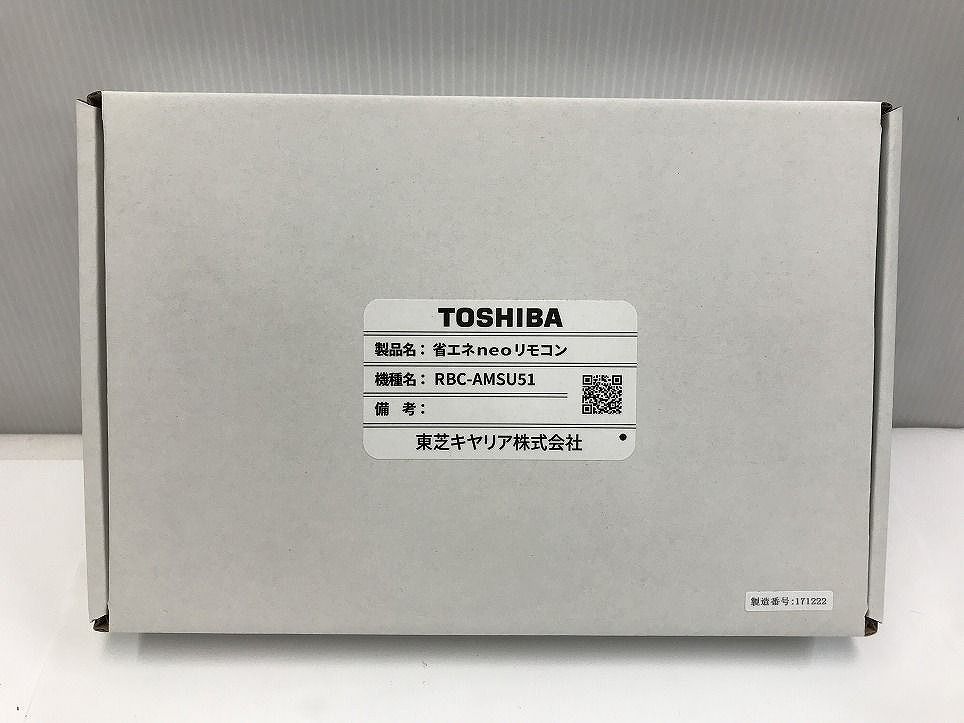 TOSHIBA
製品名： 省エネneoリモコン
機種名： RBC-AMSU51
備　考：
東芝キヤリア株式会社
製造番号:171222